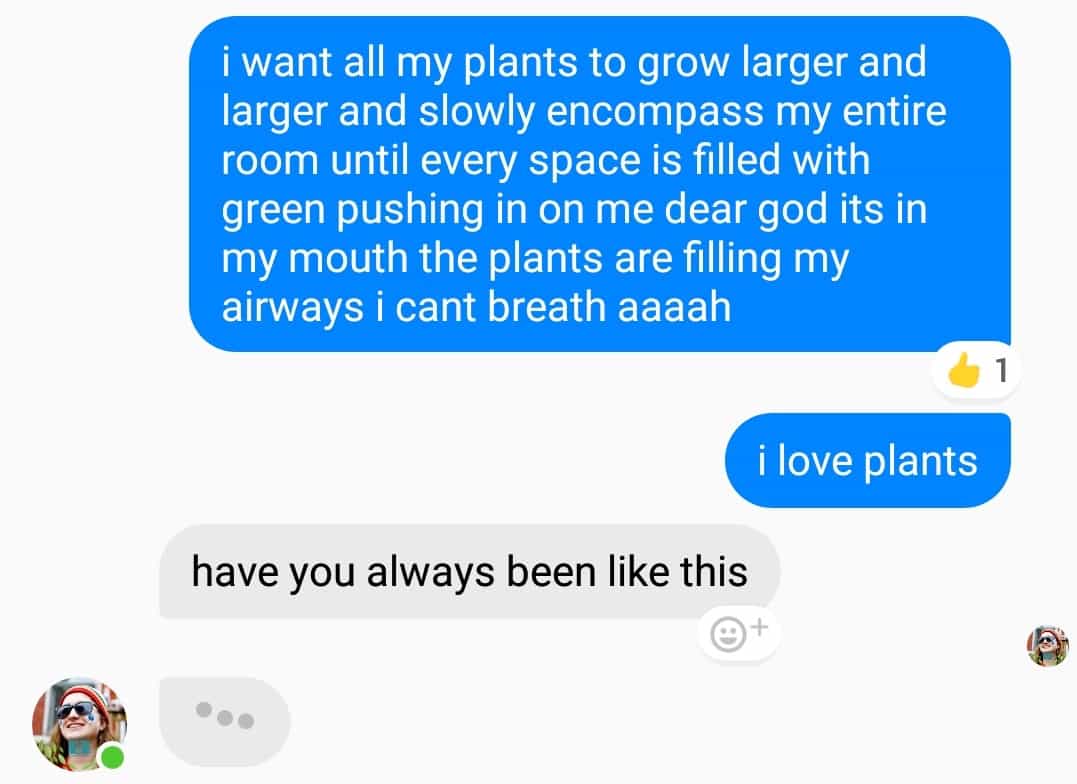 i want all my plants to grow larger and
larger and slowly encompass my entire
room until every space is filled with
green pushing in on me dear god its in
my mouth the plants are filling my
airways i cant breath aaaah
1
i love plants
have you always been like this